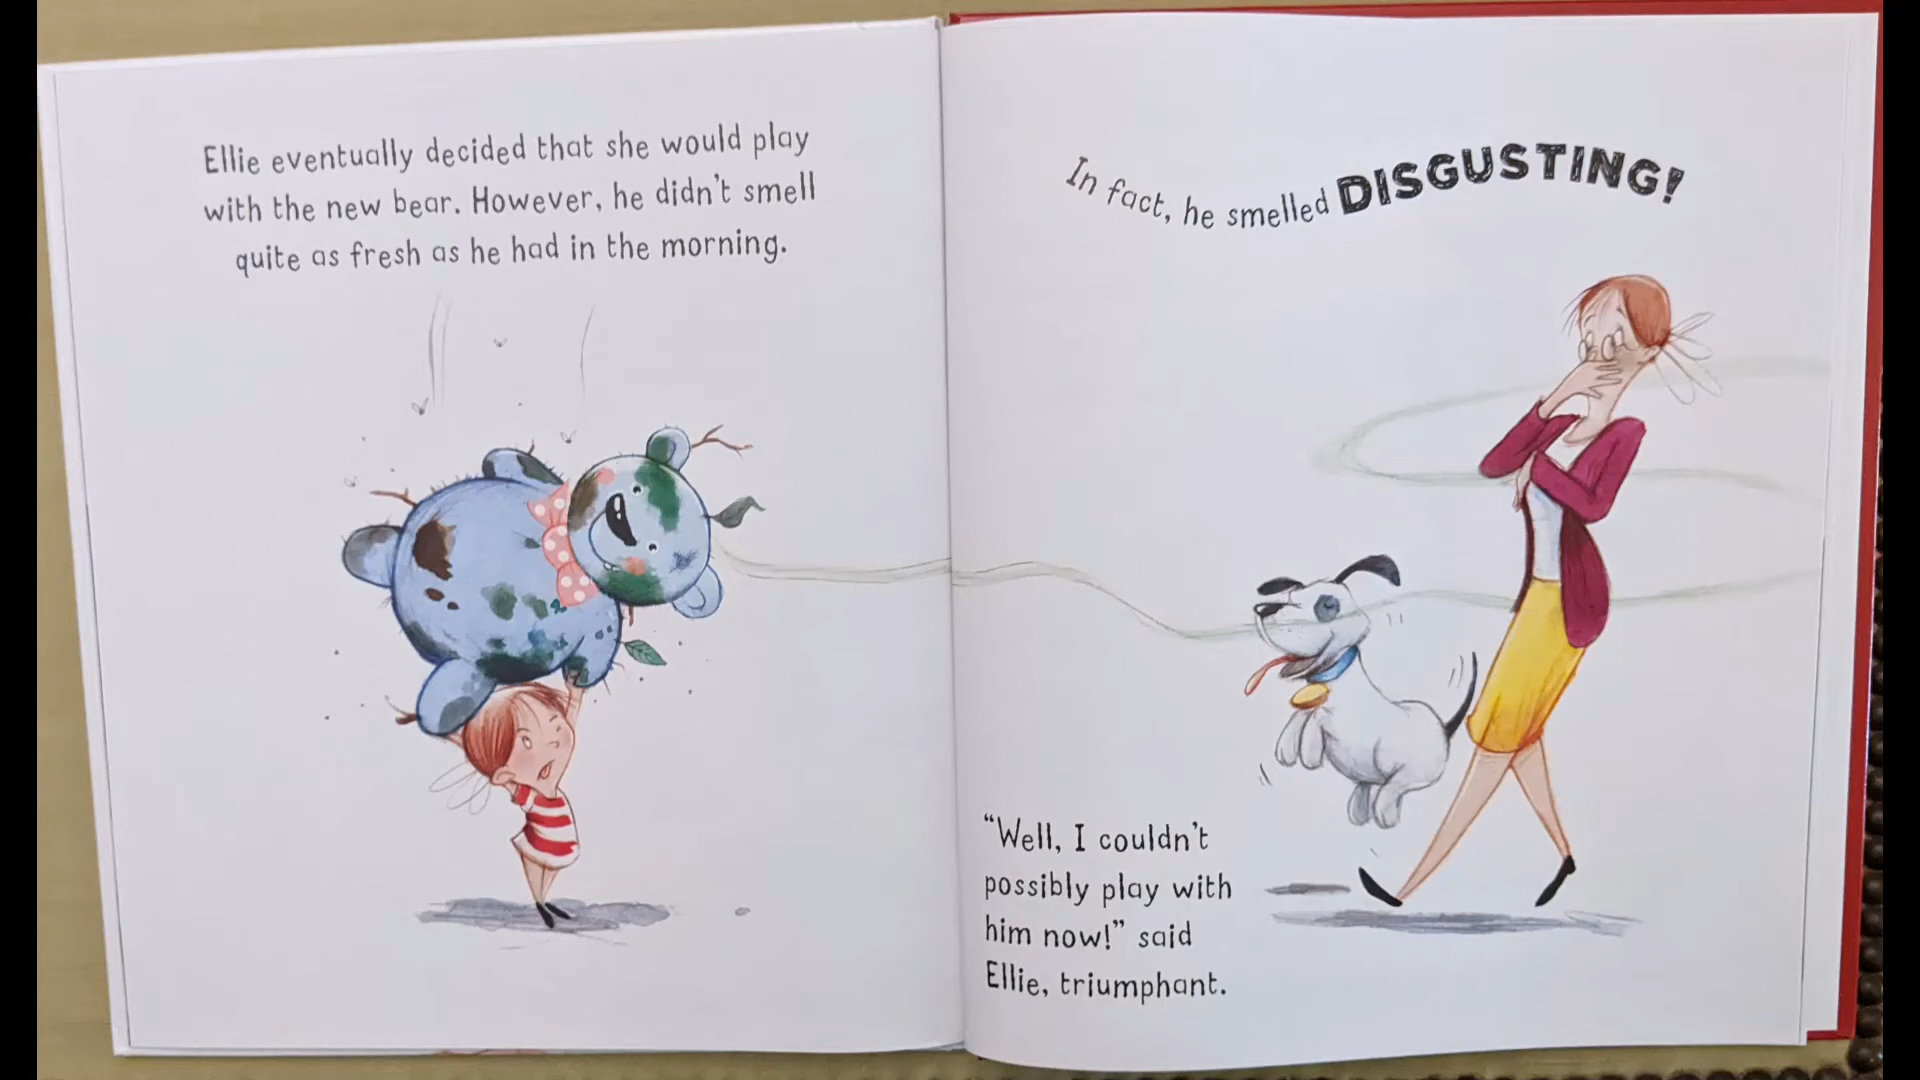 Ellie eventually decided that she would play
with the new bear. However, he didn't smell
quite as fresh as he had in the morning.
In fact, he smelled DISGUSTING!
“Well, I couldn't
possibly play with
him now!” said
Ellie, triumphant.